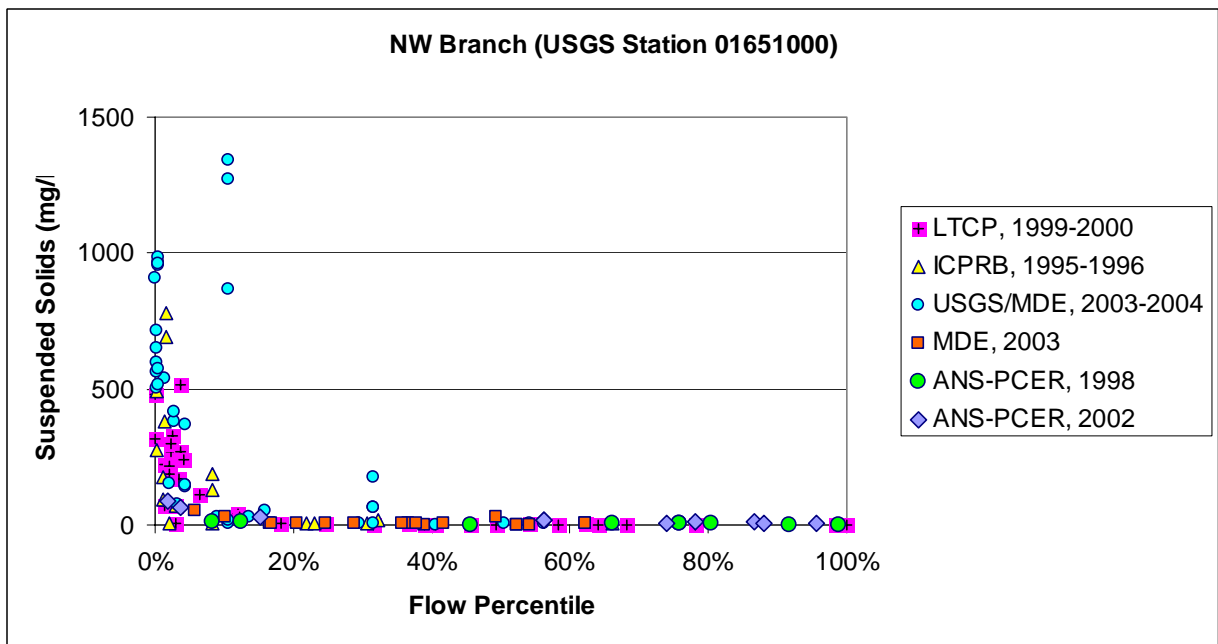 NW Branch (USGS Station 01651000)
Suspended Solids (mg/l
1500
1000
500
0
0%
20%
40%
60%
80%
100%
Flow Percentile
LTCP, 1999-2000
ICPRB, 1995-1996
USGS/MDE, 2003-2004
MDE, 2003
ANS-PCER, 1998
ANS-PCER, 2002